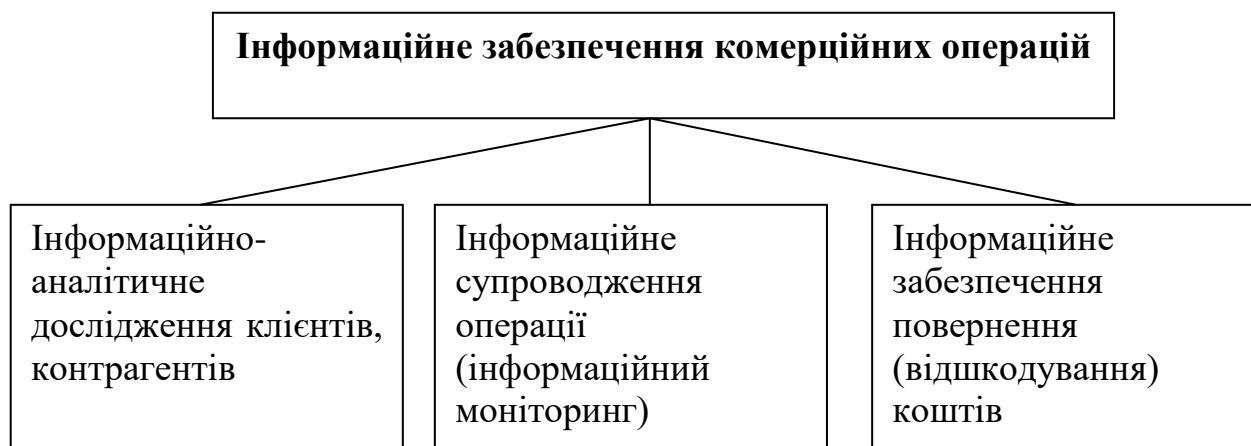 Інформаційне забезпечення комерційних операцій
Інформаційно-
аналітичне
дослідження клієнтів,
контрагентів
Інформаційне
супроводження
операції
(інформаційний
моніторинг)
Інформаційне
забезпечення
повернення
(відшкодування)
коштів